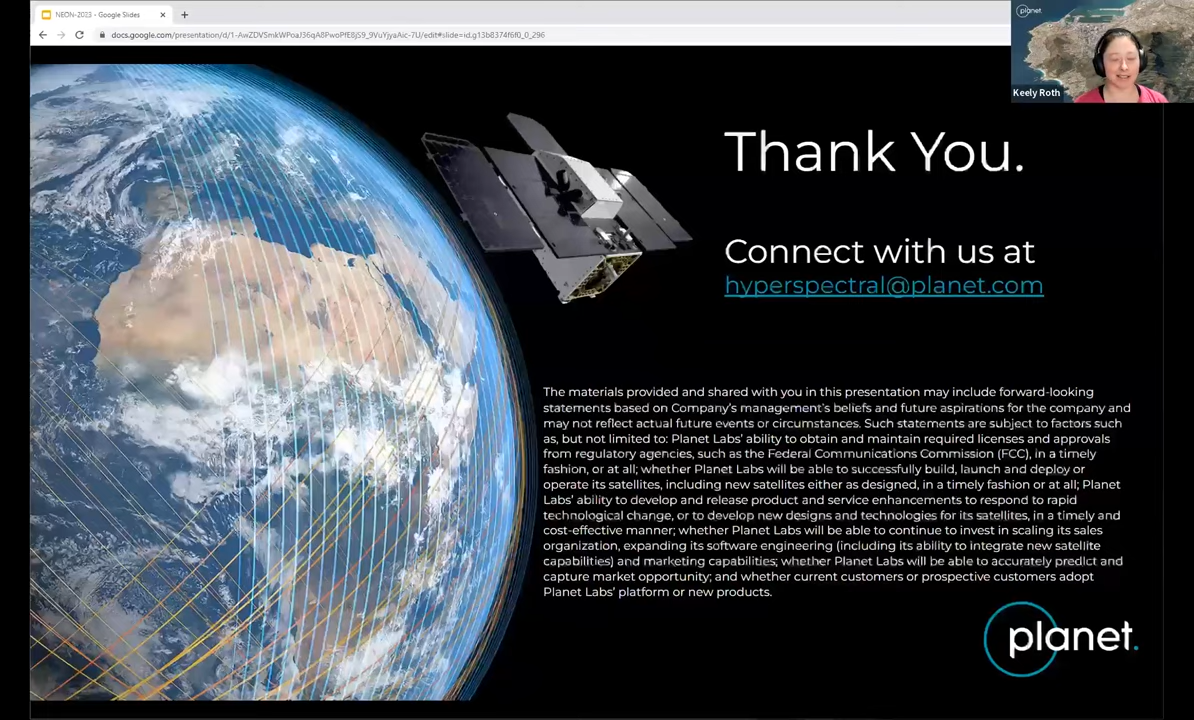 NEON-2023 - Google Slides
docs.google.com/presentation/d/1-AwZDVSmkWPoaJ36qA8PwoPfE8jS9_9VuYjyaAic-7U/edit#slide=id.g13b8374f6f0_0_296
planet
Keely Roth
Thank You.
Connect with us at
hyperspectral@planet.com
The materials provided and shared with you in this presentation may include forward-looking
statements based on Company's management's beliefs and future aspirations for the company and
may not reflect actual future events or circumstances. Such statements are subject to factors such
as, but not limited to: Planet Labs' ability to obtain and maintain required licenses and approvals
from regulatory agencies, such as the Federal Communications Commission (FCC), in a timely
fashion, or at all; whether Planet Labs will be able to successfully build, launch and deploy or
operate its satellites, including new satellites either as designed, in a timely fashion or at all; Planet
Labs' ability to develop and release product and service enhancements to respond to rapid
technological change, or to develop new designs and technologies for its satellites, in a timely and
cost-effective manner; whether Planet Labs will be able to continue to invest in scaling its sales
organization, expanding its software engineering (including its ability to integrate new satellite
capabilities) and marketing capabilities; whether Planet Labs will be able to accurately predict and
capture market opportunity; and whether current customers or prospective customers adopt
Planet Labs' platform or new products.
planet.